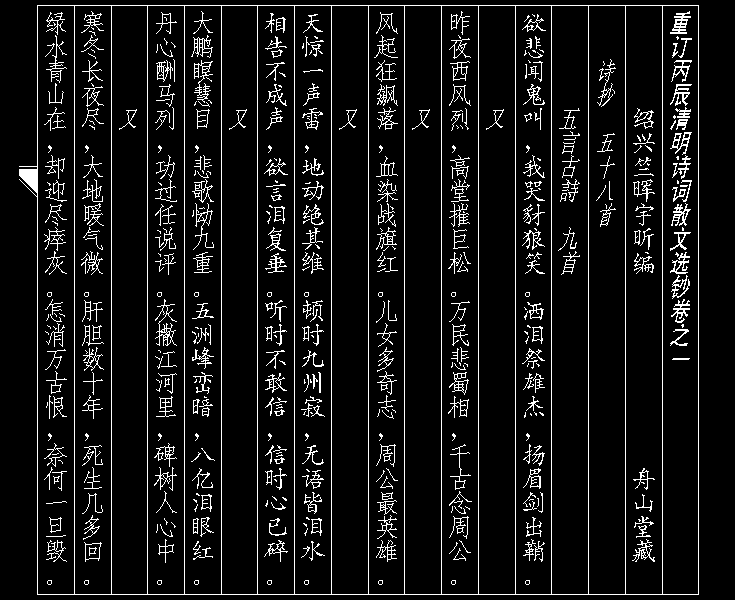 重订丙辰清明诗词散文选钞卷之一
绍兴竺晖宇昕编 舟山堂藏
诗抄 五十八首
五言古詩 九首
欲悲闻鬼叫，我哭豺狼笑。洒泪祭雄杰，扬眉剑出鞘。
又
昨夜西风烈，高堂摧巨松。万民悲蜀相，千古念周公。
又
风起狂飙落，血染战旗红。儿女多奇志，周公最英雄。
又
天惊一声雷，地动绝其维。顿时九州寂，无语皆泪水。
相告不成声，欲言泪复垂。听时不敢信，信时心已碎。
又
大鹏瞑慧目，悲歌恸九重。五洲峰峦暗，八亿泪眼红。
丹心酬马列，功过任说评。灰撒江河里，碑树人心中。
又
寒冬长夜尽，大地暖气微。肝胆数十年，死生几多回。
绿水青山在，却迎尽瘁灰。怎消万古恨，奈何一旦毁。